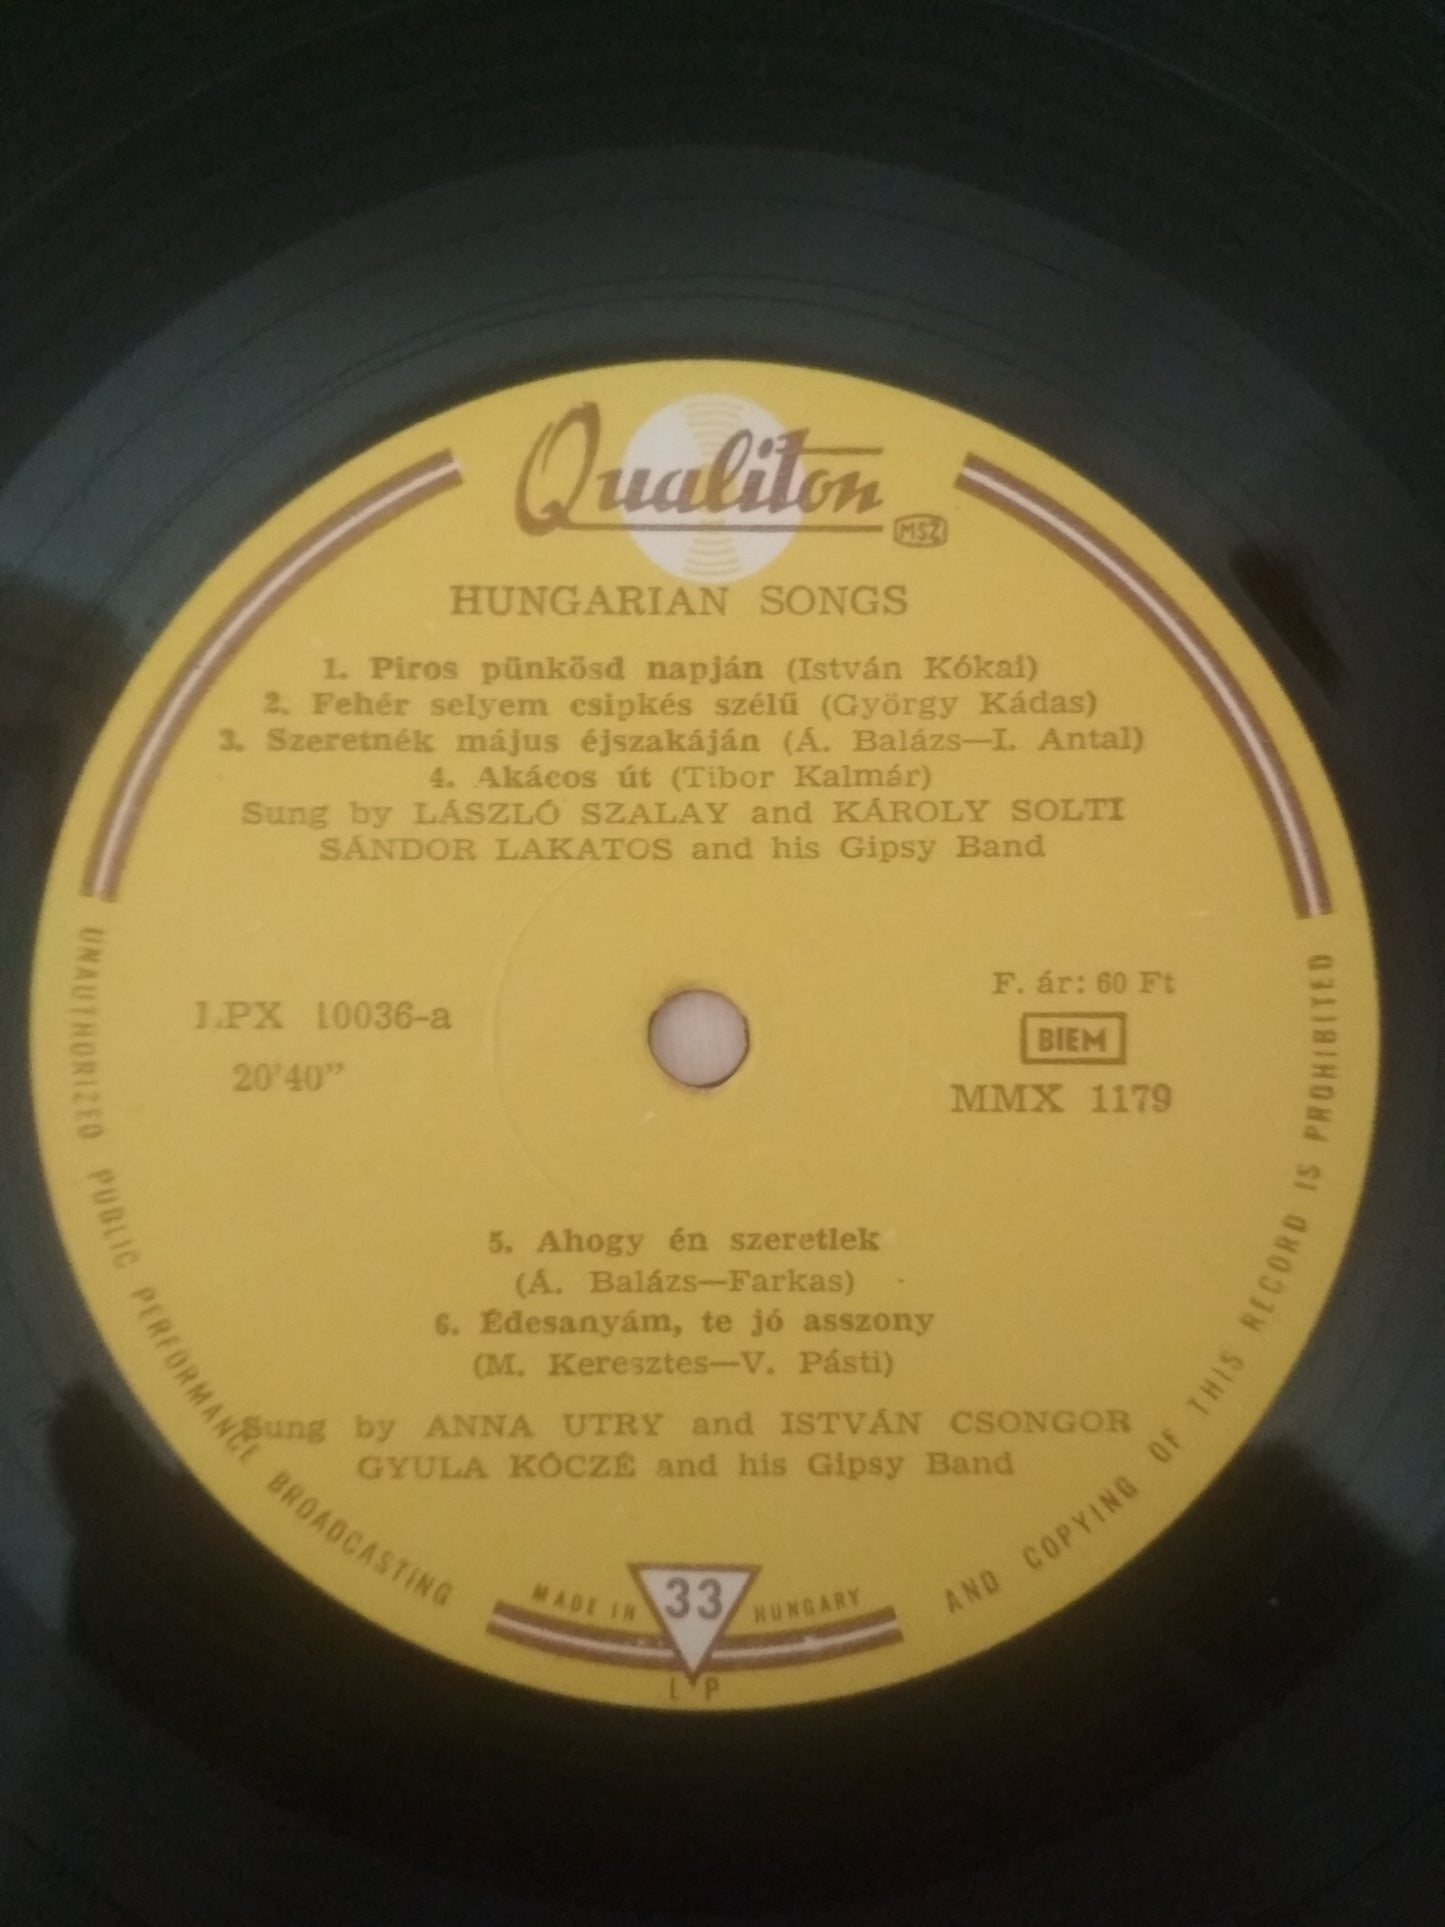 Qualiton
MSZ
HUNGARIAN SONGS
1. Piros pünkösd napján (István Kókai)
2. Fehér selyem csipkés szélű (György Kádas)
3. Szeretnék május éjszakáján (Á. Balázs—I. Antal)
4. Akácos út (Tibor Kalmár)
Sung by LÁSZLÓ SZALAY and KÁROLY SOLTI
SÁNDOR LAKATOS and his Gipsy Band
LPX 10036-a
20'40"
F. ár: 60 Ft
BIEM
MMX 1179
5. Ahogy én szeretlek
(Á. Balázs—Farkas)
6. Édesanyám, te jó asszony
(M. Keresztes—V. Pásti)
Sung by ANNA UTRY and ISTVÁN CSONGOR
GYULA KÓCZÉ and his Gipsy Band
MADE IN HUNGARY
33
LP
UNAUTHORIZED PUBLIC PERFORMANCE BROADCASTING AND COPYING OF THIS RECORD IS PROHIBITED